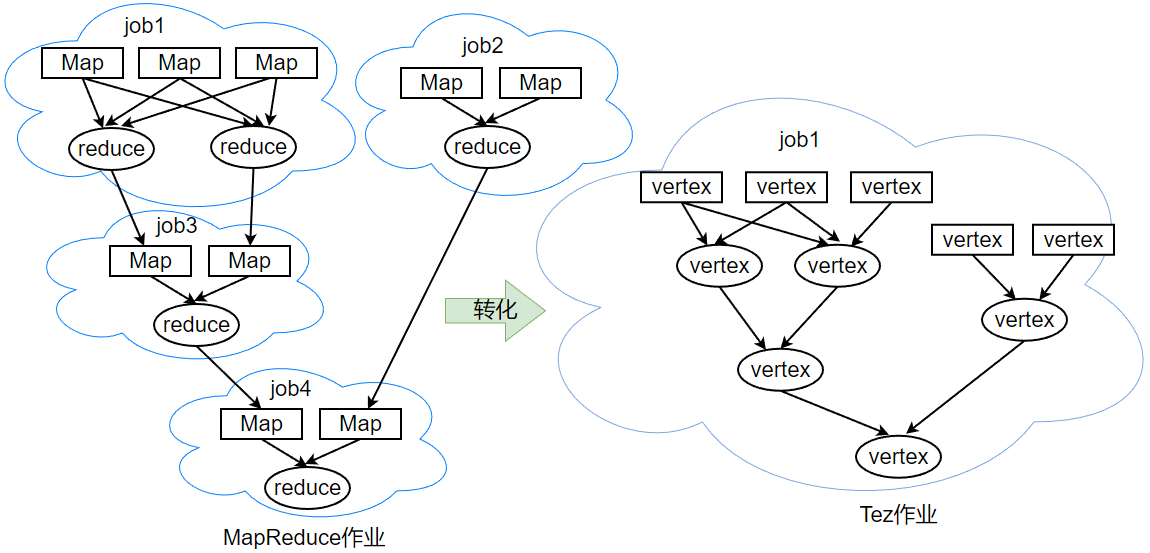 job1
Map Map Map
reduce reduce
job2
Map Map
reduce
job3
Map Map
reduce
job4
Map Map
reduce
MapReduce作业
转化
job1
vertex vertex vertex
vertex vertex
vertex vertex
vertex
vertex
vertex
Tez作业